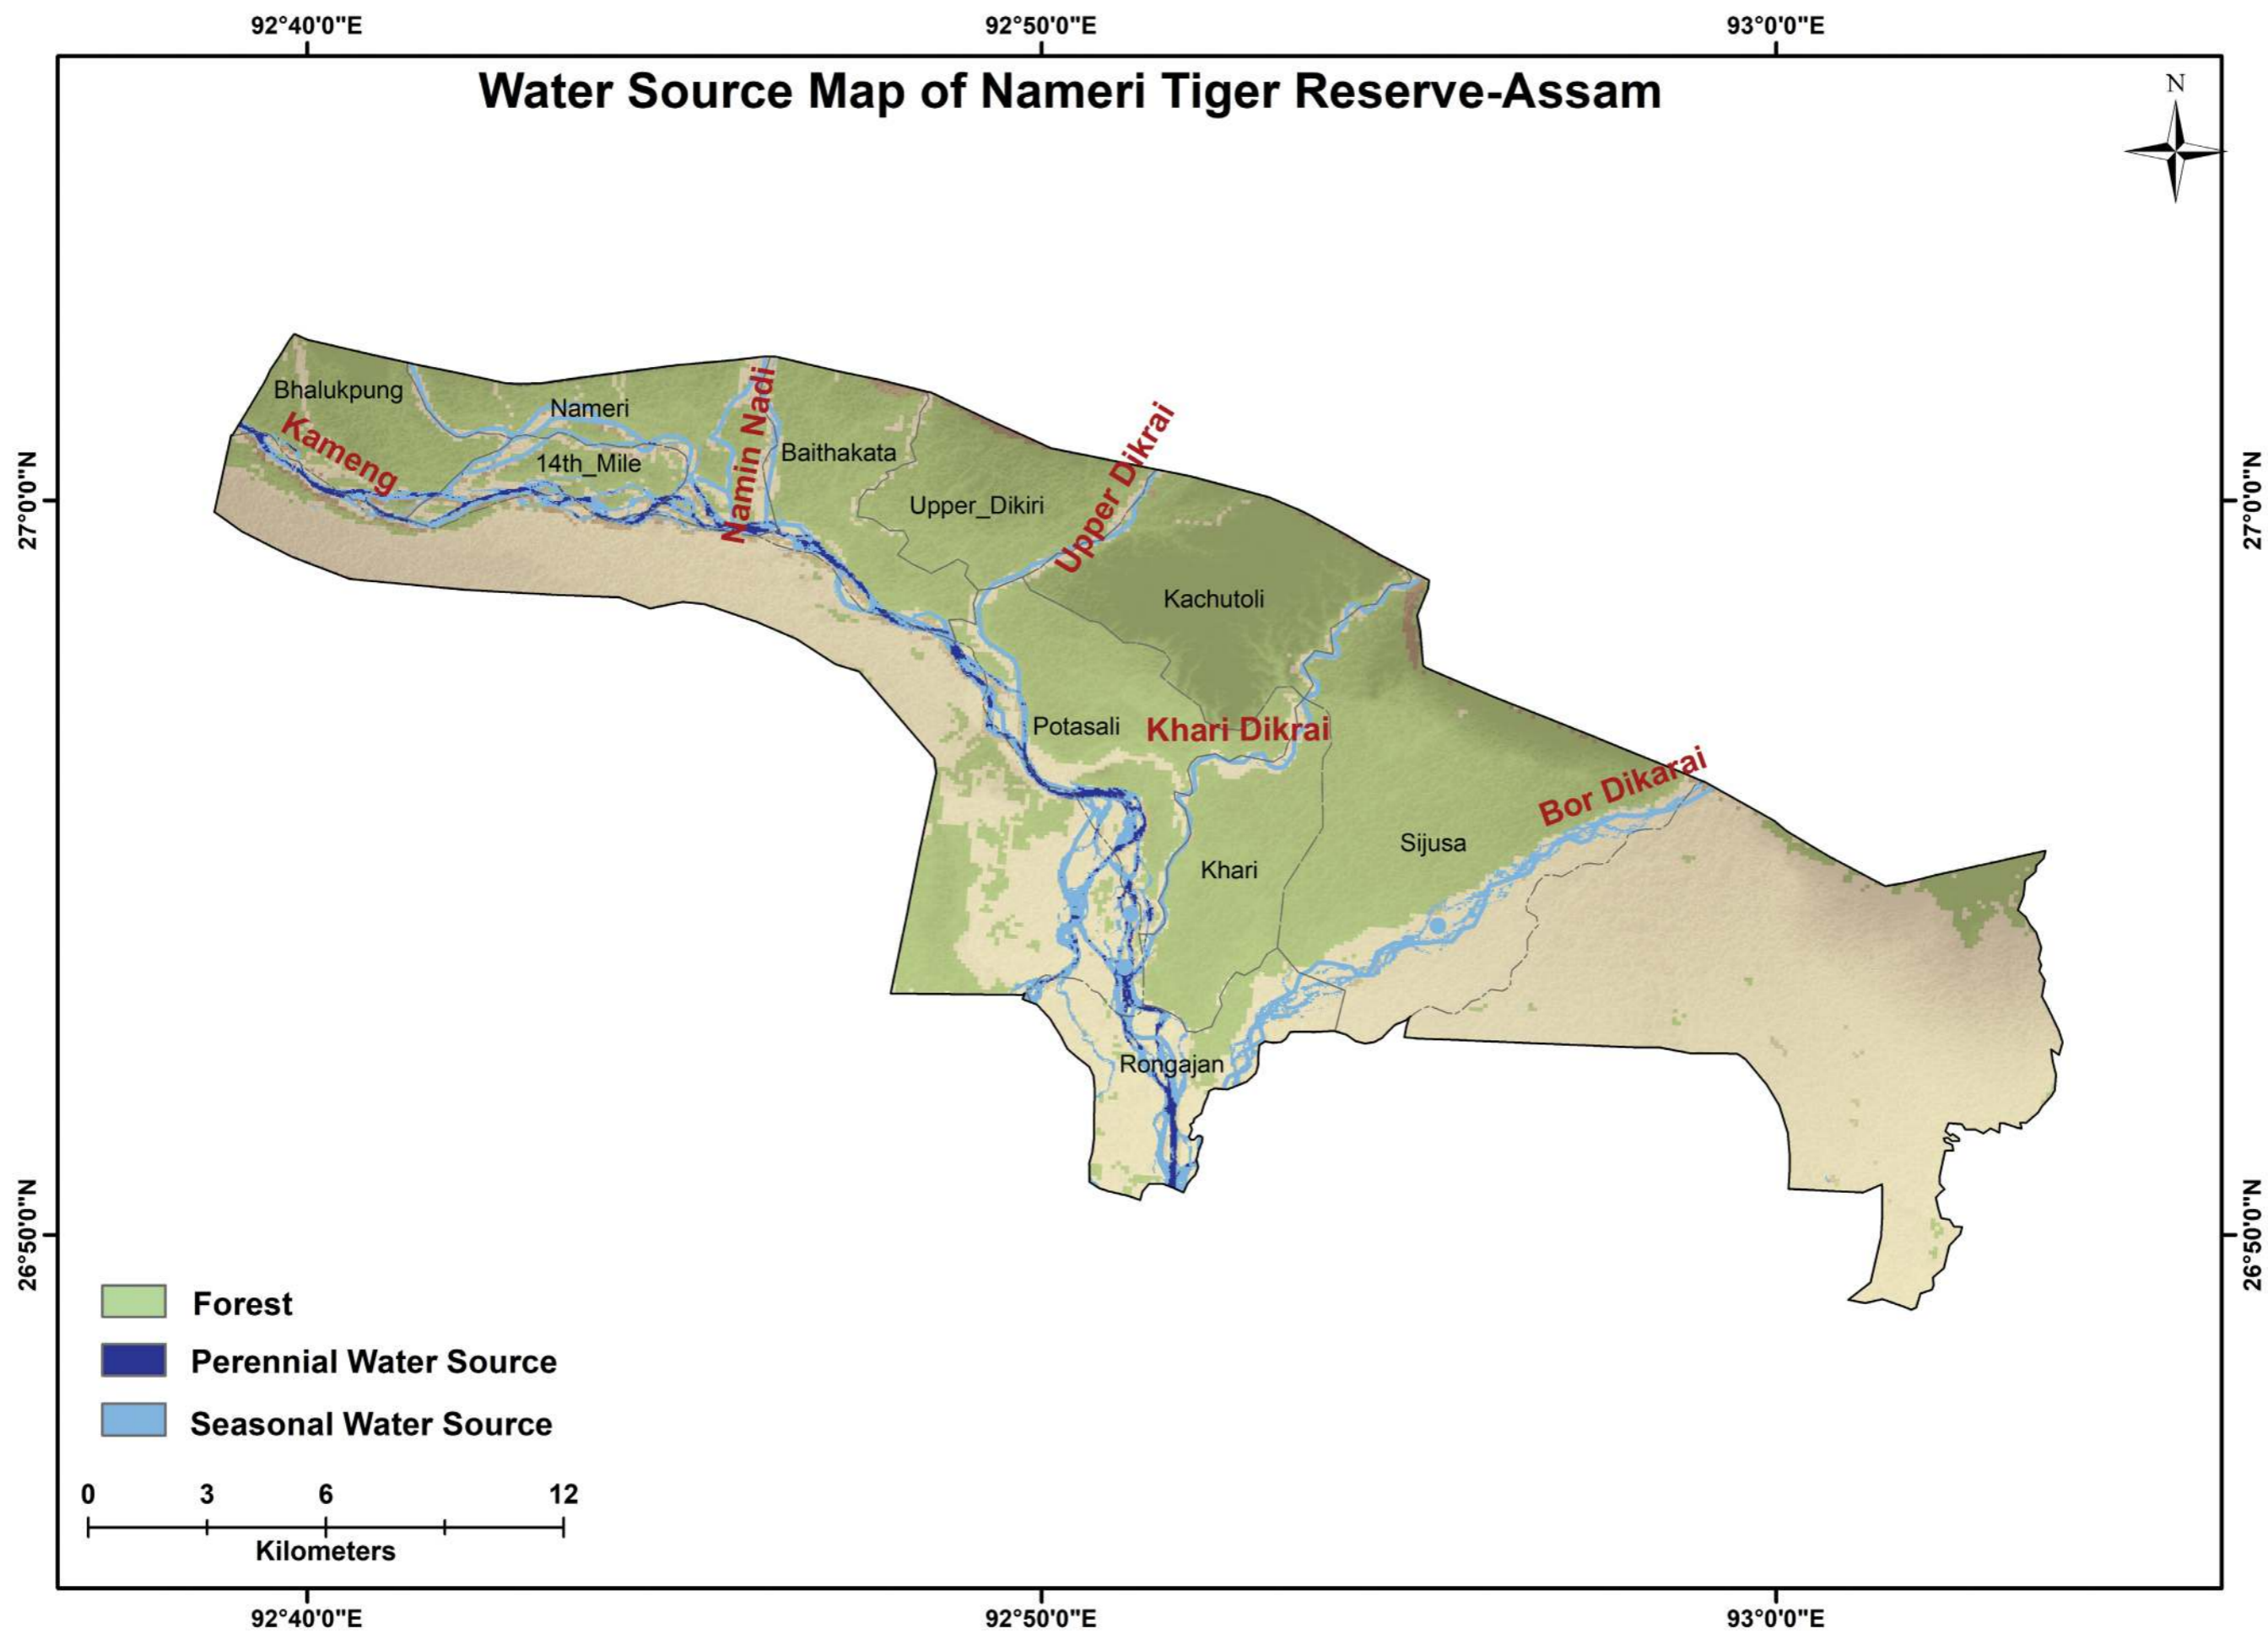 92°40'0"E 92°50'0"E 93°0'0"E
Water Source Map of Nameri Tiger Reserve-Assam
N
Bhalukpung
Nameri
Kameng
14th_Mile
Namin Nadi
Baithakata
Upper_Dikiri
Upper Dikrai
27°0'0"N 27°0'0"N
Kachutoli
Potasali
Khari Dikrai
Bor Dikarai
Sijusa
Khari
Rongajan
26°50'0"N 26°50'0"N
Forest
Perennial Water Source
Seasonal Water Source
0 3 6 12
Kilometers
92°40'0"E 92°50'0"E 93°0'0"E